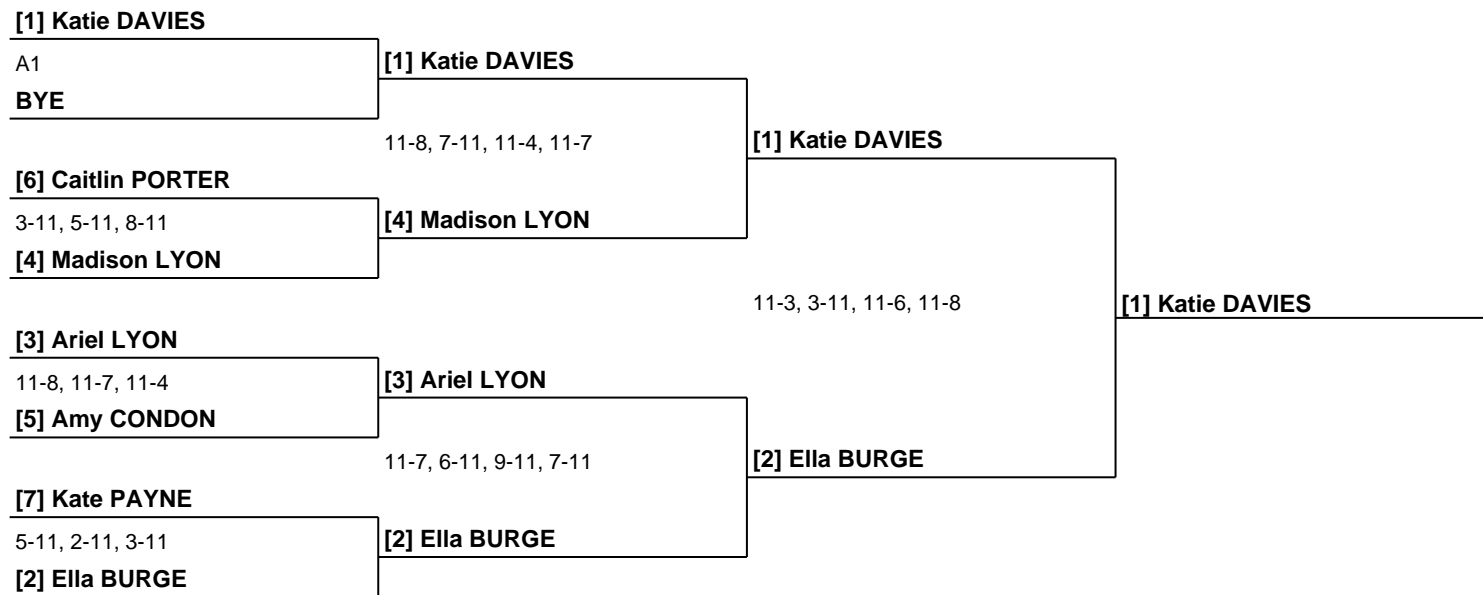 [1] Katie DAVIES
A1
[1] Katie DAVIES
BYE
11-8, 7-11, 11-4, 11-7
[1] Katie DAVIES
[6] Caitlin PORTER
3-11, 5-11, 8-11
[4] Madison LYON
[4] Madison LYON
11-3, 3-11, 11-6, 11-8
[1] Katie DAVIES
[3] Ariel LYON
11-8, 11-7, 11-4
[3] Ariel LYON
[5] Amy CONDON
11-7, 6-11, 9-11, 7-11
[2] Ella BURGE
[7] Kate PAYNE
5-11, 2-11, 3-11
[2] Ella BURGE
[2] Ella BURGE